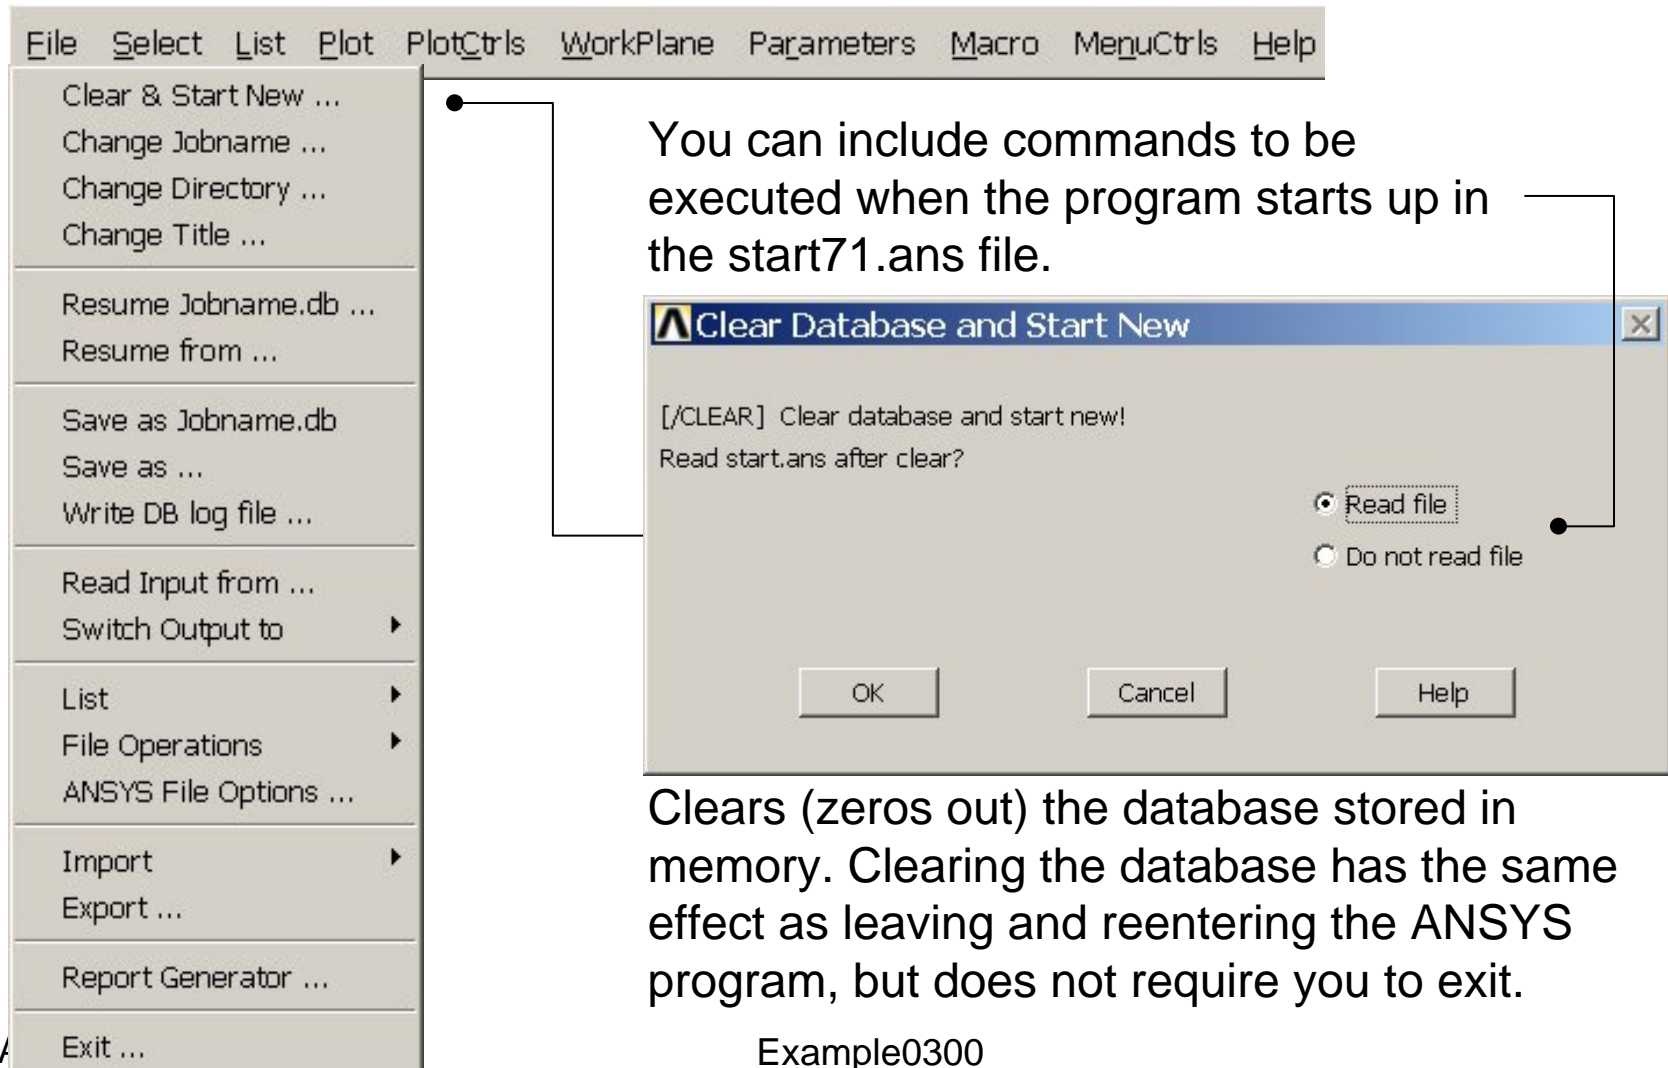 File Select List Plot PlotCtrls WorkPlane Parameters Macro MenuCtrls Help
Clear & Start New ...
Change Jobname ...
Change Directory ...
Change Title ...
Resume Jobname.db ...
Resume from ...
Save as Jobname.db
Save as ...
Write DB log file ...
Read Input from ...
Switch Output to
List
File Operations
ANSYS File Options ...
Import
Export ...
Report Generator ...
Exit ...
You can include commands to be
executed when the program starts up in
the start71.ans file.
Clear Database and Start New
[/CLEAR] Clear database and start new!
Read start.ans after clear?
Read file
Do not read file
OK Cancel Help
Clears (zeros out) the database stored in
memory. Clearing the database has the same
effect as leaving and reentering the ANSYS
program, but does not require you to exit.
Example0300